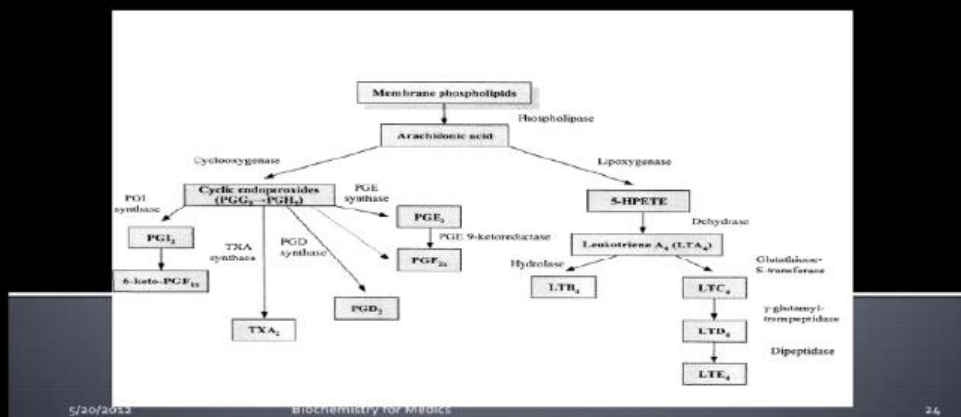 Membrane phospholipids
Phospholipase
Arachidonic acid
Cyclooxygenase
Lipoxygenase
Cyclic endoperoxides
(PGG₂→PGH₂)
PGI
synthase
PGE
synthase
5-HPETE
PGE₂
Dehydrase
PGI₂
TXA
synthase
PGD
synthase
PGE 9-ketoreductase
Leukotriene A₄ (LTA₄)
PGF₂α
Hydrolase
Glutathione-
S-transferase
6-keto-PGF₁α
LTB₄
LTC₄
PGD₂
γ-glutamyl-
transpeptidase
TXA₂
LTD₄
Dipeptidase
LTE₄
5/20/2012
Biochemistry for Medics
24